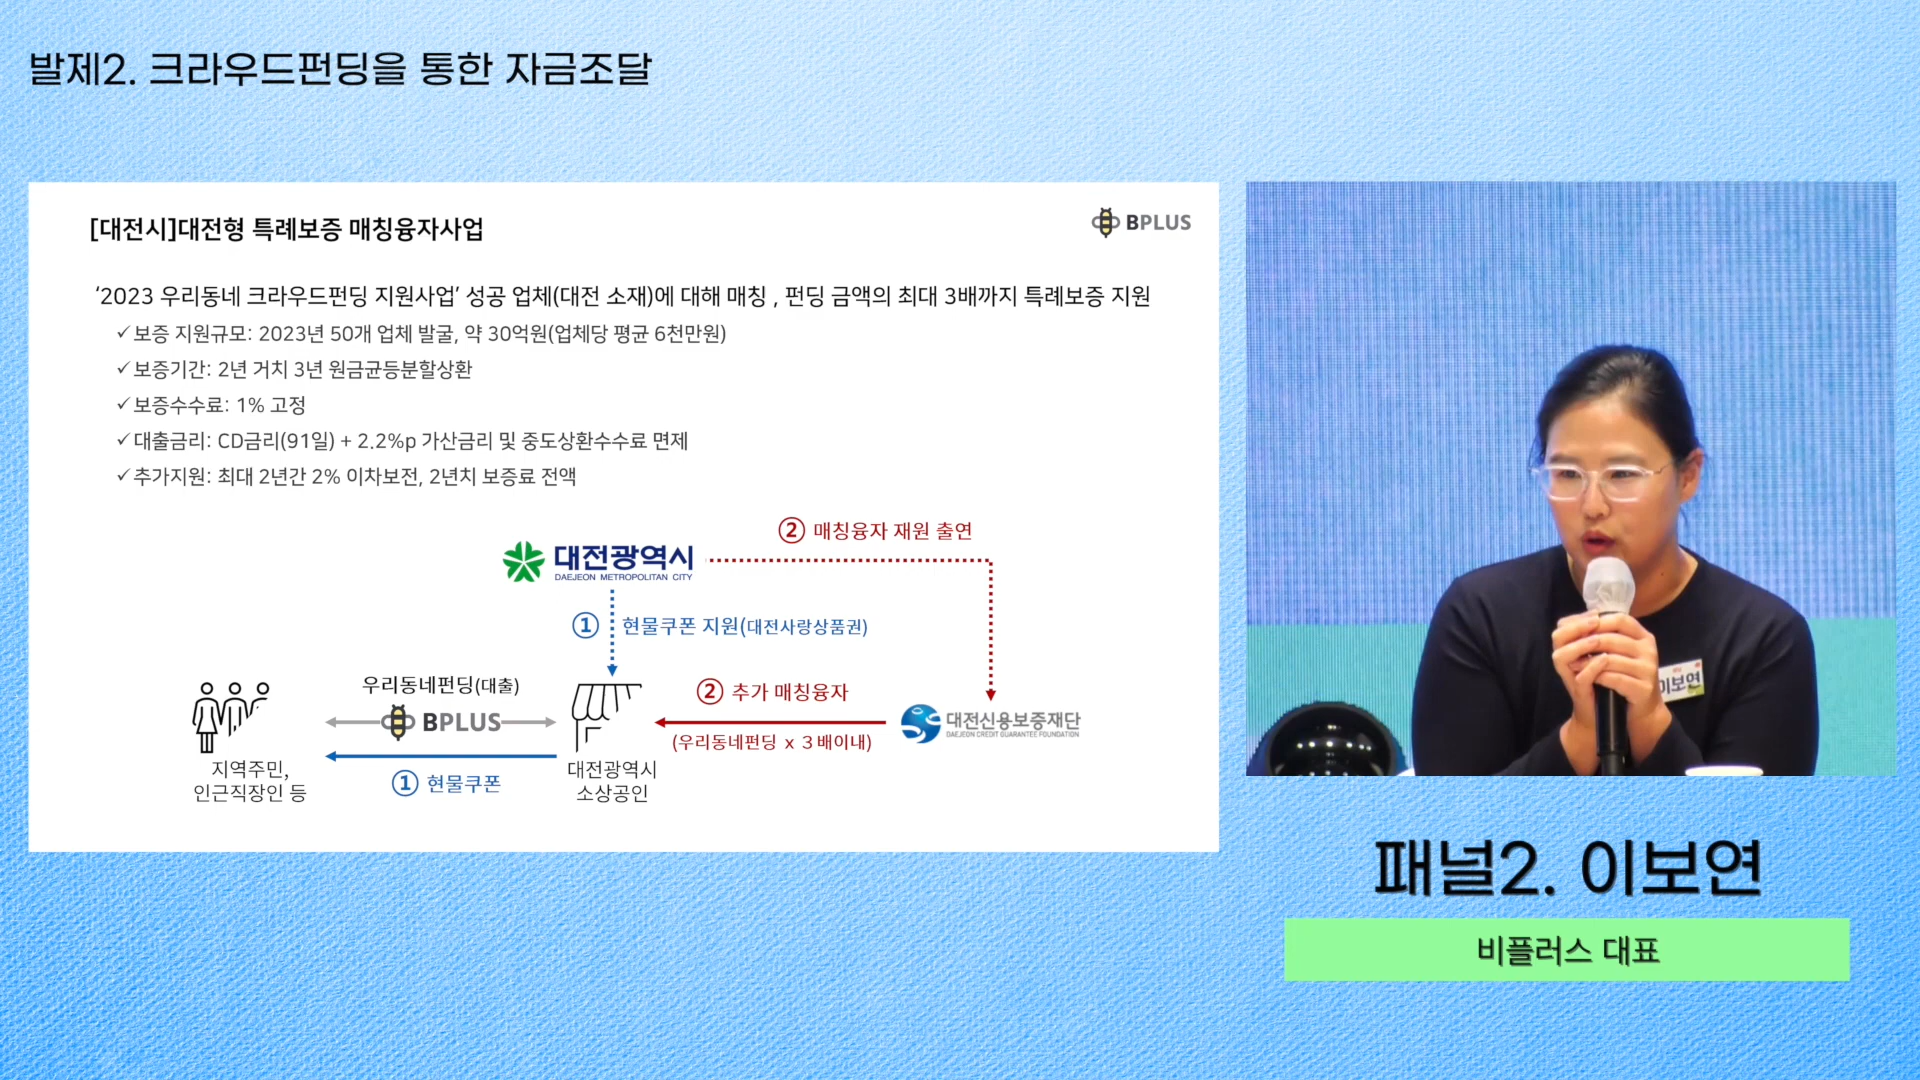 발제2. 크라우드펀딩을 통한 자금조달
[대전시]대전형 특례보증 매칭융자사업
BPLUS
‘2023 우리동네 크라우드펀딩 지원사업’ 성공 업체(대전 소재)에 대해 매칭 , 펀딩 금액의 최대 3배까지 특례보증 지원
✓보증 지원규모: 2023년 50개 업체 발굴, 약 30억원(업체당 평균 6천만원)
✓보증기간: 2년 거치 3년 원금균등분할상환
✓보증수수료: 1% 고정
✓대출금리: CD금리(91일) + 2.2%p 가산금리 및 중도상환수수료 면제
✓추가지원: 최대 2년간 2% 이차보전, 2년치 보증료 전액
② 매칭융자 재원 출연
대전광역시
DAEJEON METROPOLITAN CITY
① 현물쿠폰 지원(대전사랑상품권)
우리동네펀딩(대출)
BPLUS
② 추가 매칭융자
(우리동네펀딩 x 3배이내)
대전신용보증재단
DAEJEON CREDIT GUARANTEE FOUNDATION
① 현물쿠폰
지역주민,
인근직장인 등
대전광역시
소상공인
이보연
패널2. 이보연
비플러스 대표